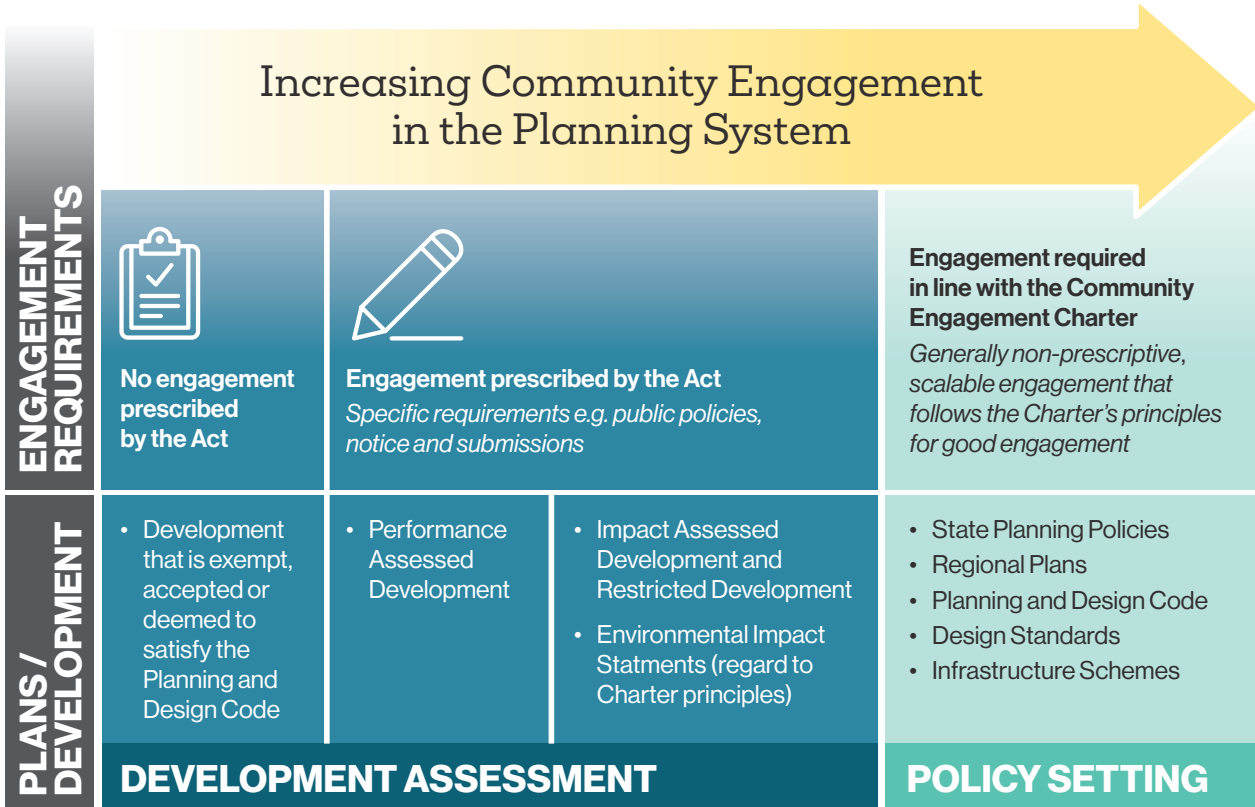 Increasing Community Engagement
in the Planning System
ENGAGEMENT
REQUIREMENTS
No engagement
prescribed
by the Act
Engagement prescribed by the Act
Specific requirements e.g. public policies,
notice and submissions
Engagement required
in line with the Community
Engagement Charter
Generally non-prescriptive,
scalable engagement that
follows the Charter’s principles
for good engagement
PLANS /
DEVELOPMENT
• Development
that is exempt,
accepted or
deemed to
satisfy the
Planning and
Design Code
• Performance
Assessed
Development
• Impact Assessed
Development and
Restricted Development
• Environmental Impact
Statments (regard to
Charter principles)
• State Planning Policies
• Regional Plans
• Planning and Design Code
• Design Standards
• Infrastructure Schemes
DEVELOPMENT ASSESSMENT
POLICY SETTING